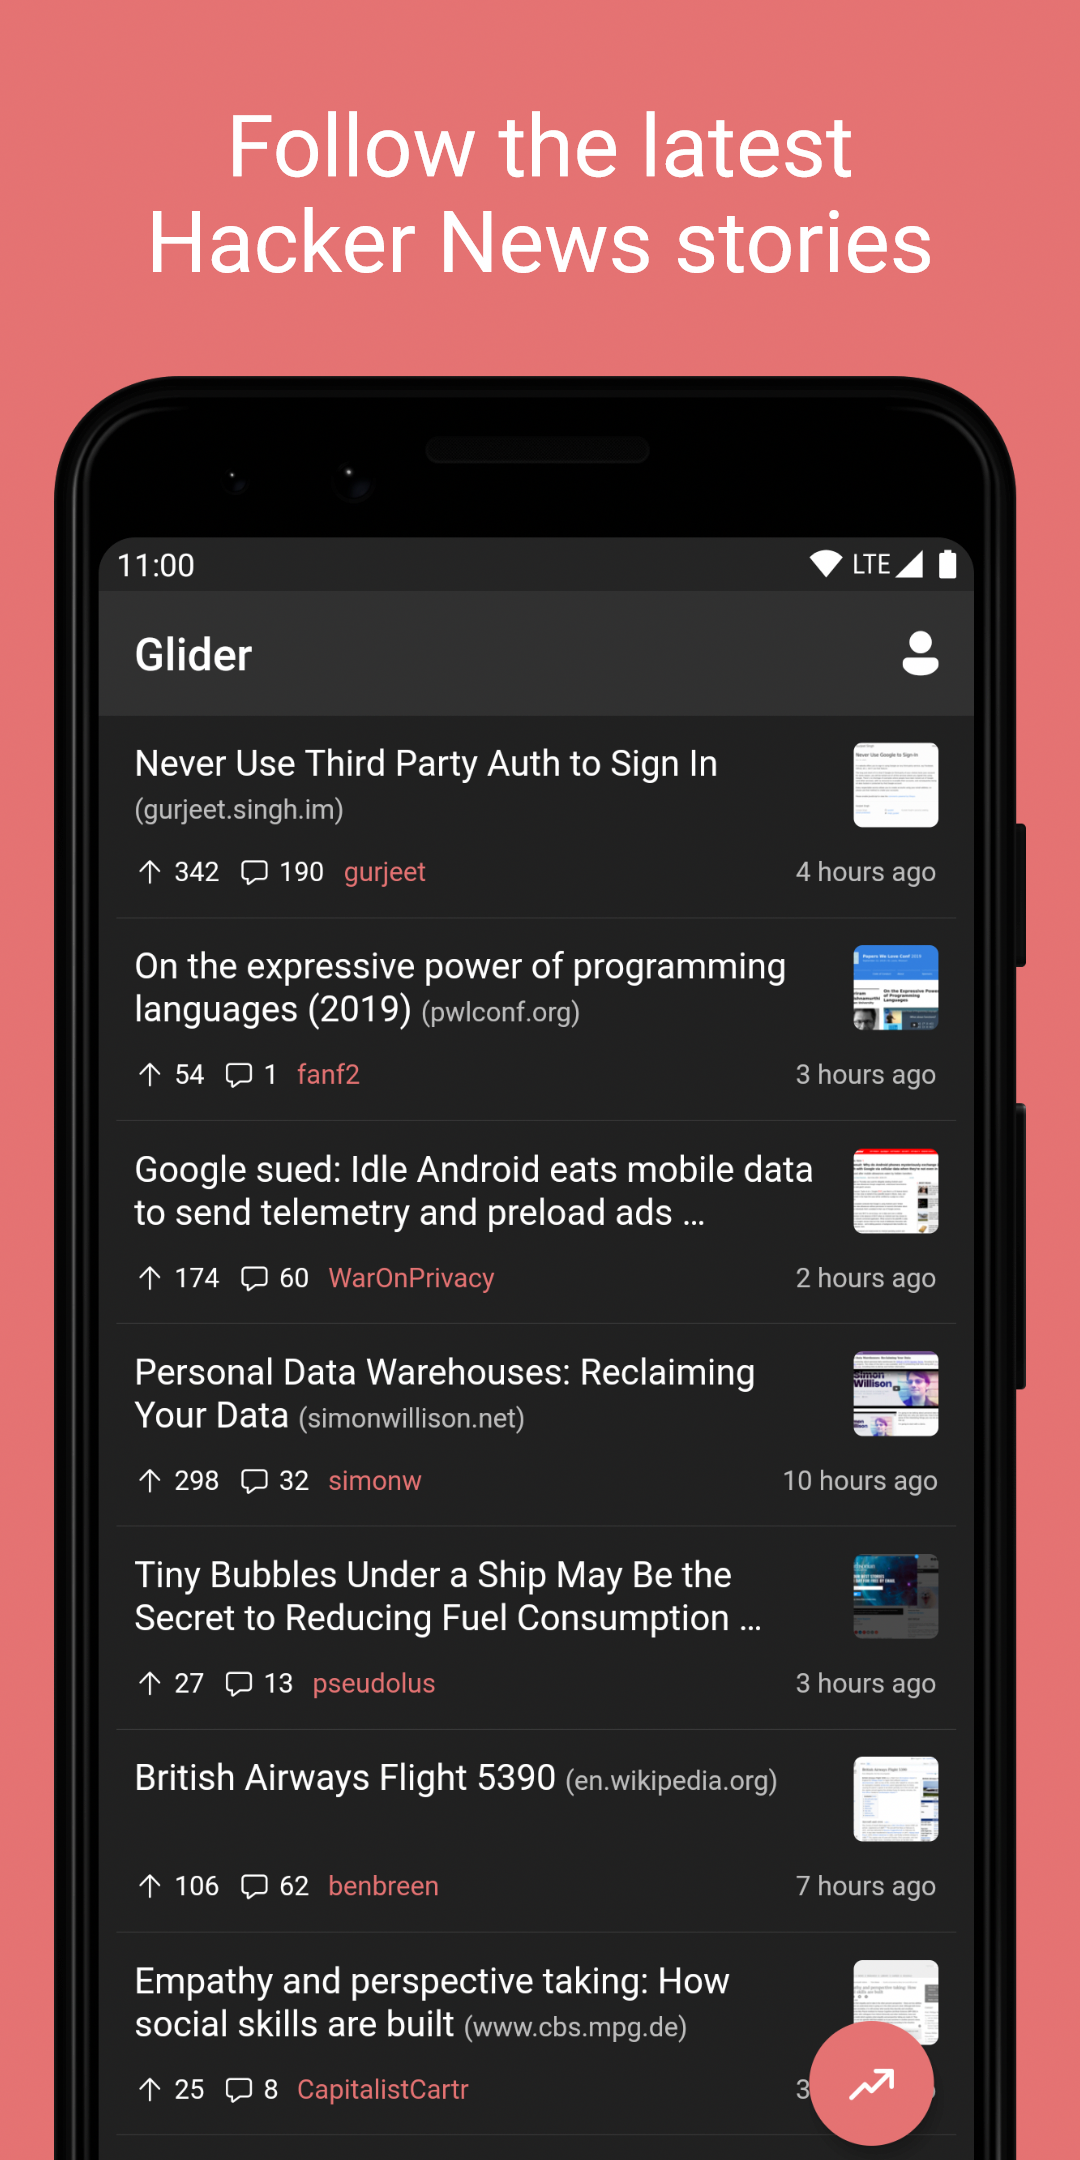 Follow the latest
Hacker News stories
11:00
LTE
Glider
Never Use Third Party Auth to Sign In
(gurjeet.singh.im)
342 190 gurjeet 4 hours ago
On the expressive power of programming
languages (2019) (pwlconf.org)
54 1 fanf2 3 hours ago
Google sued: Idle Android eats mobile data
to send telemetry and preload ads …
174 60 WarOnPrivacy 2 hours ago
Personal Data Warehouses: Reclaiming
Your Data (simonwillison.net)
Simon
Willison
298 32 simonw 10 hours ago
Tiny Bubbles Under a Ship May Be the
Secret to Reducing Fuel Consumption …
27 13 pseudolus 3 hours ago
British Airways Flight 5390 (en.wikipedia.org)
106 62 benbreen 7 hours ago
Empathy and perspective taking: How
social skills are built (www.cbs.mpg.de)
25 8 CapitalistCartr 3